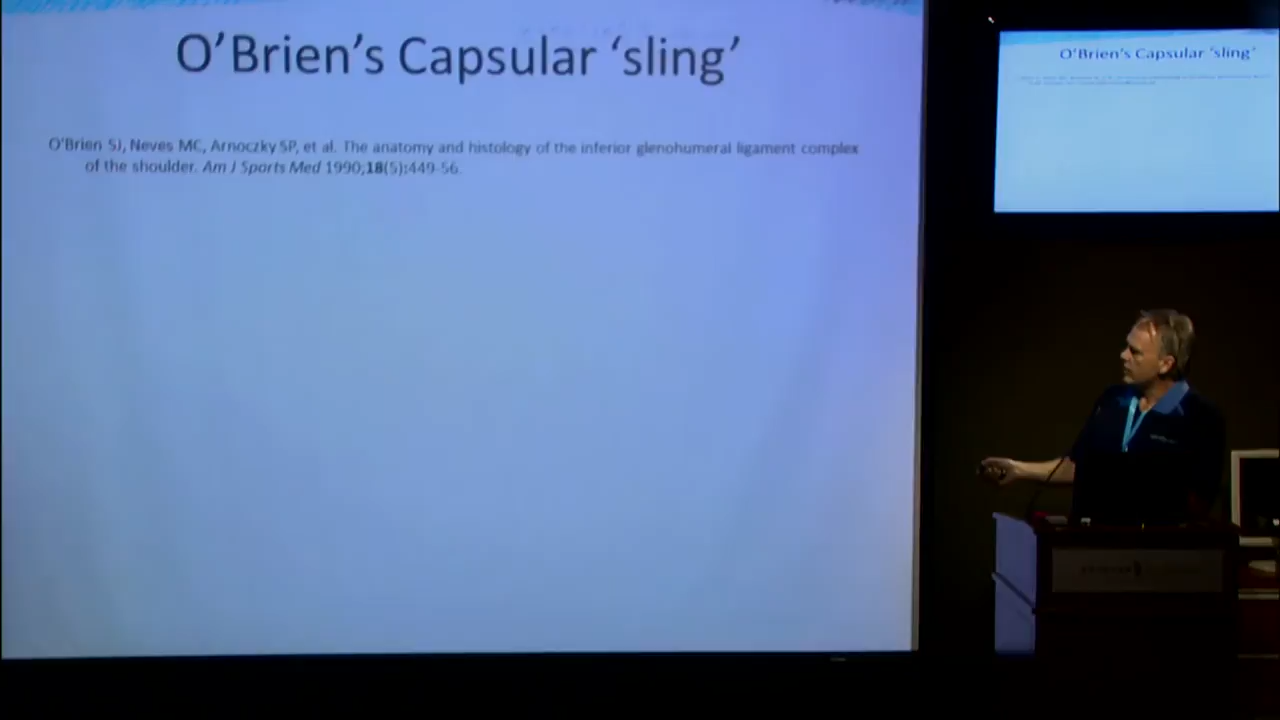 O'Brien's Capsular 'sling'
O'Brien SJ, Neves MC, Arnoczky SP, et al. The anatomy and histology of the inferior glenohumeral ligament complex
of the shoulder. Am J Sports Med 1990;18(5):449-56.
O'Brien's Capsular 'sling'